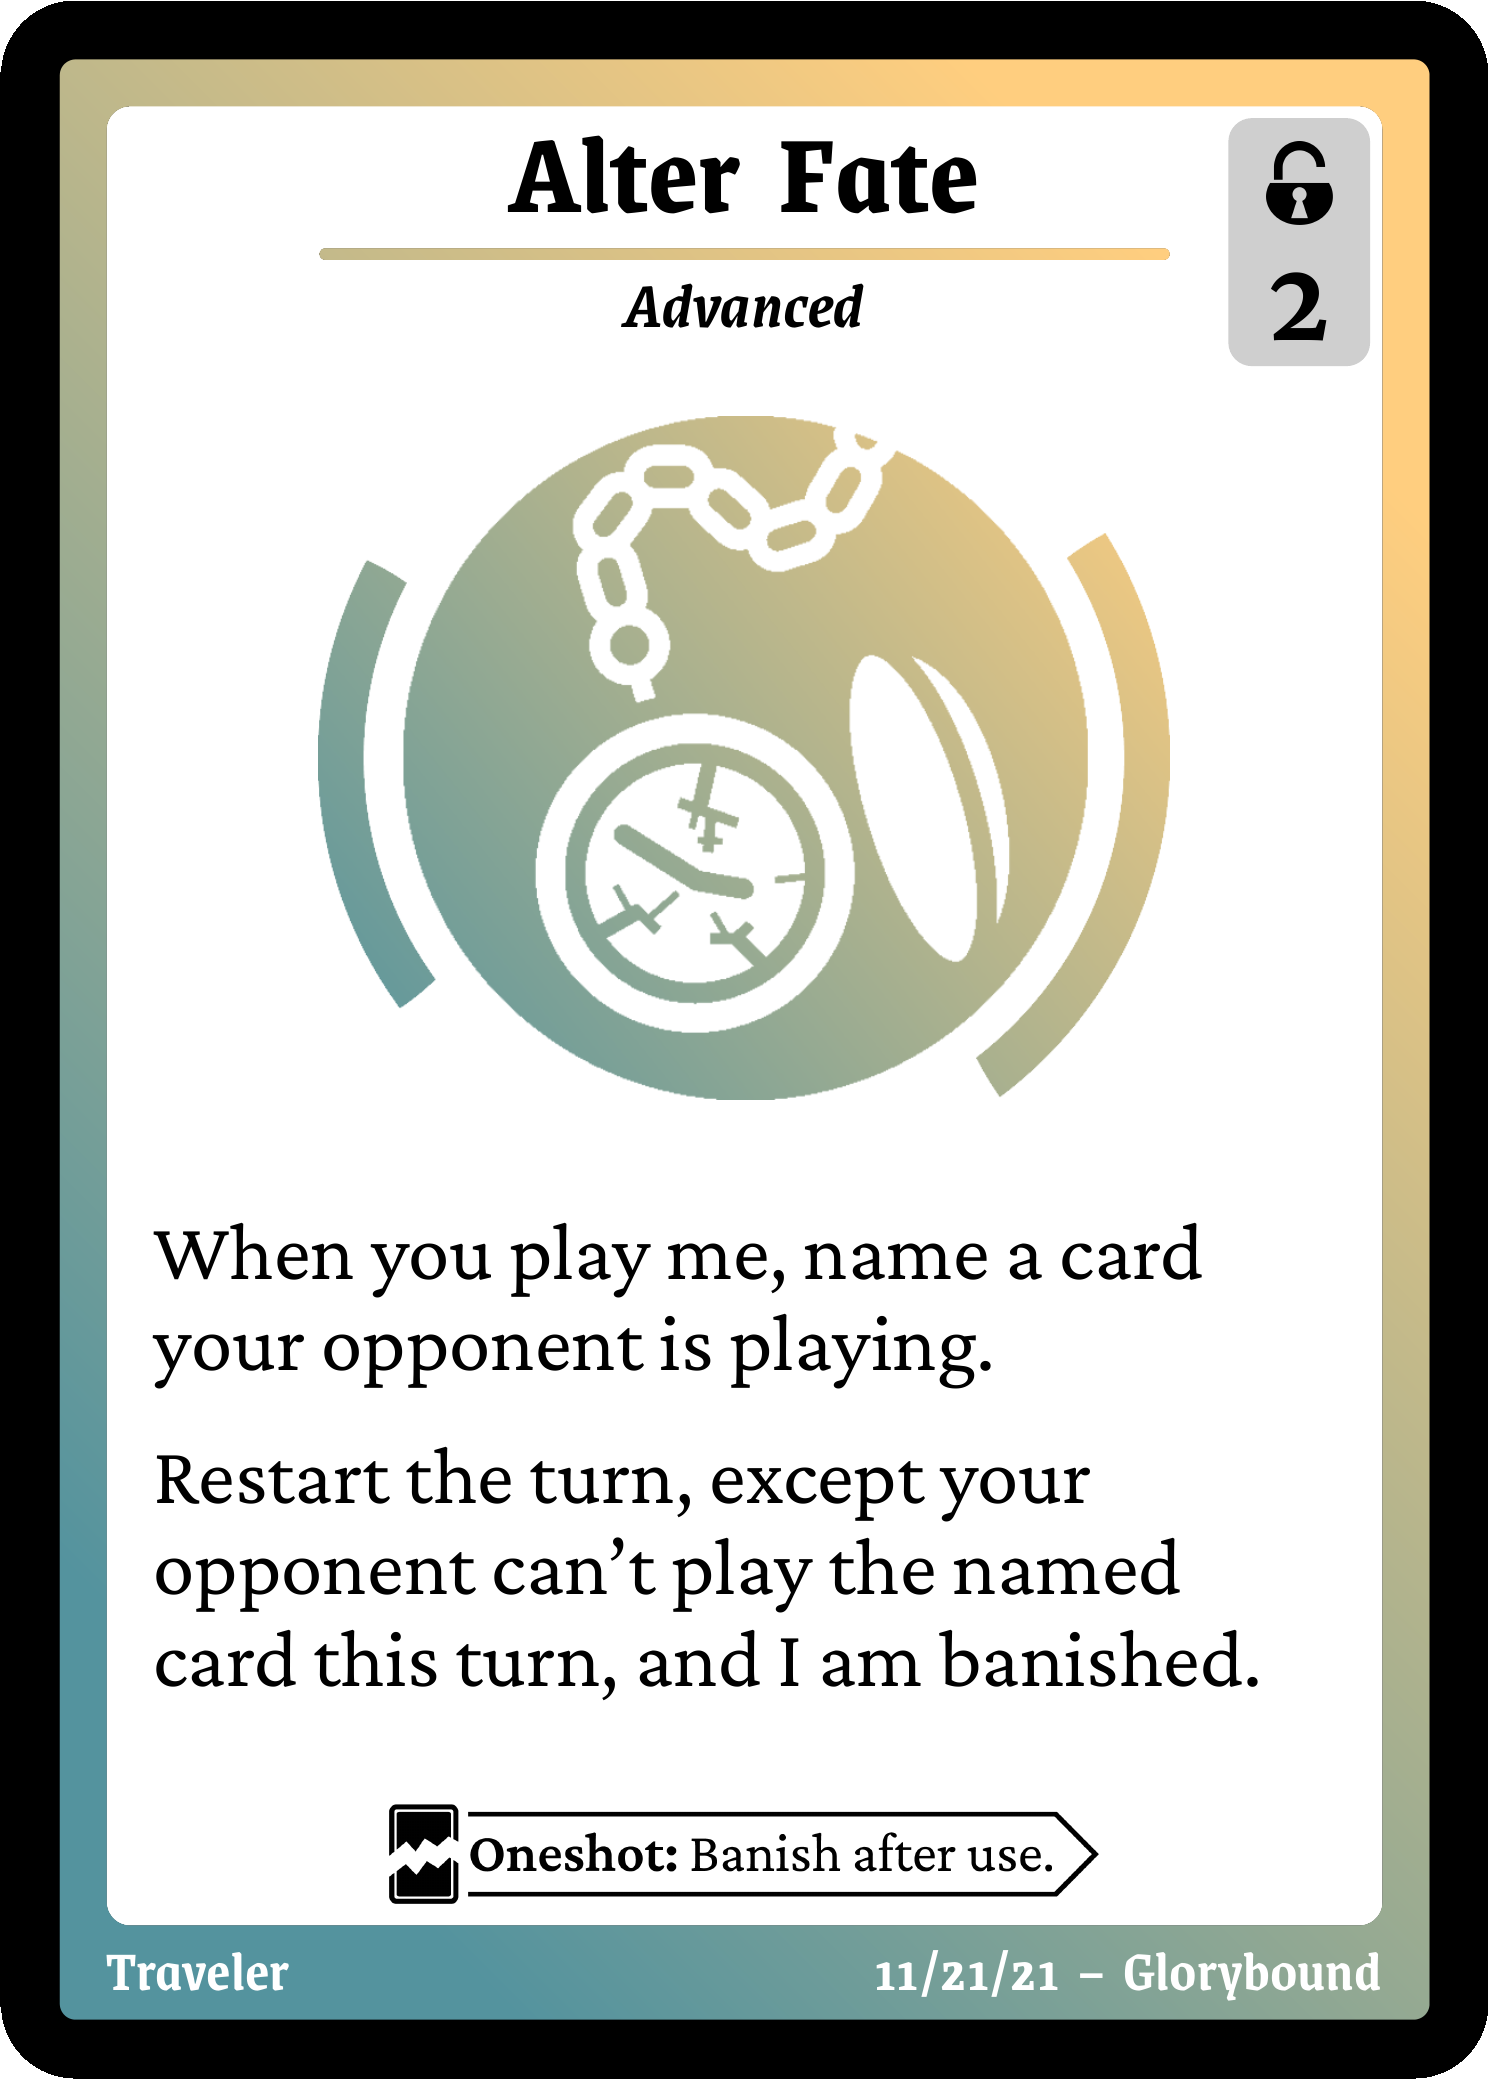 Alter Fate
2
Advanced
When you play me, name a card
your opponent is playing.
Restart the turn, except your
opponent can’t play the named
card this turn, and I am banished.
Oneshot: Banish after use.
Traveler
11/21/21 – Glorybound